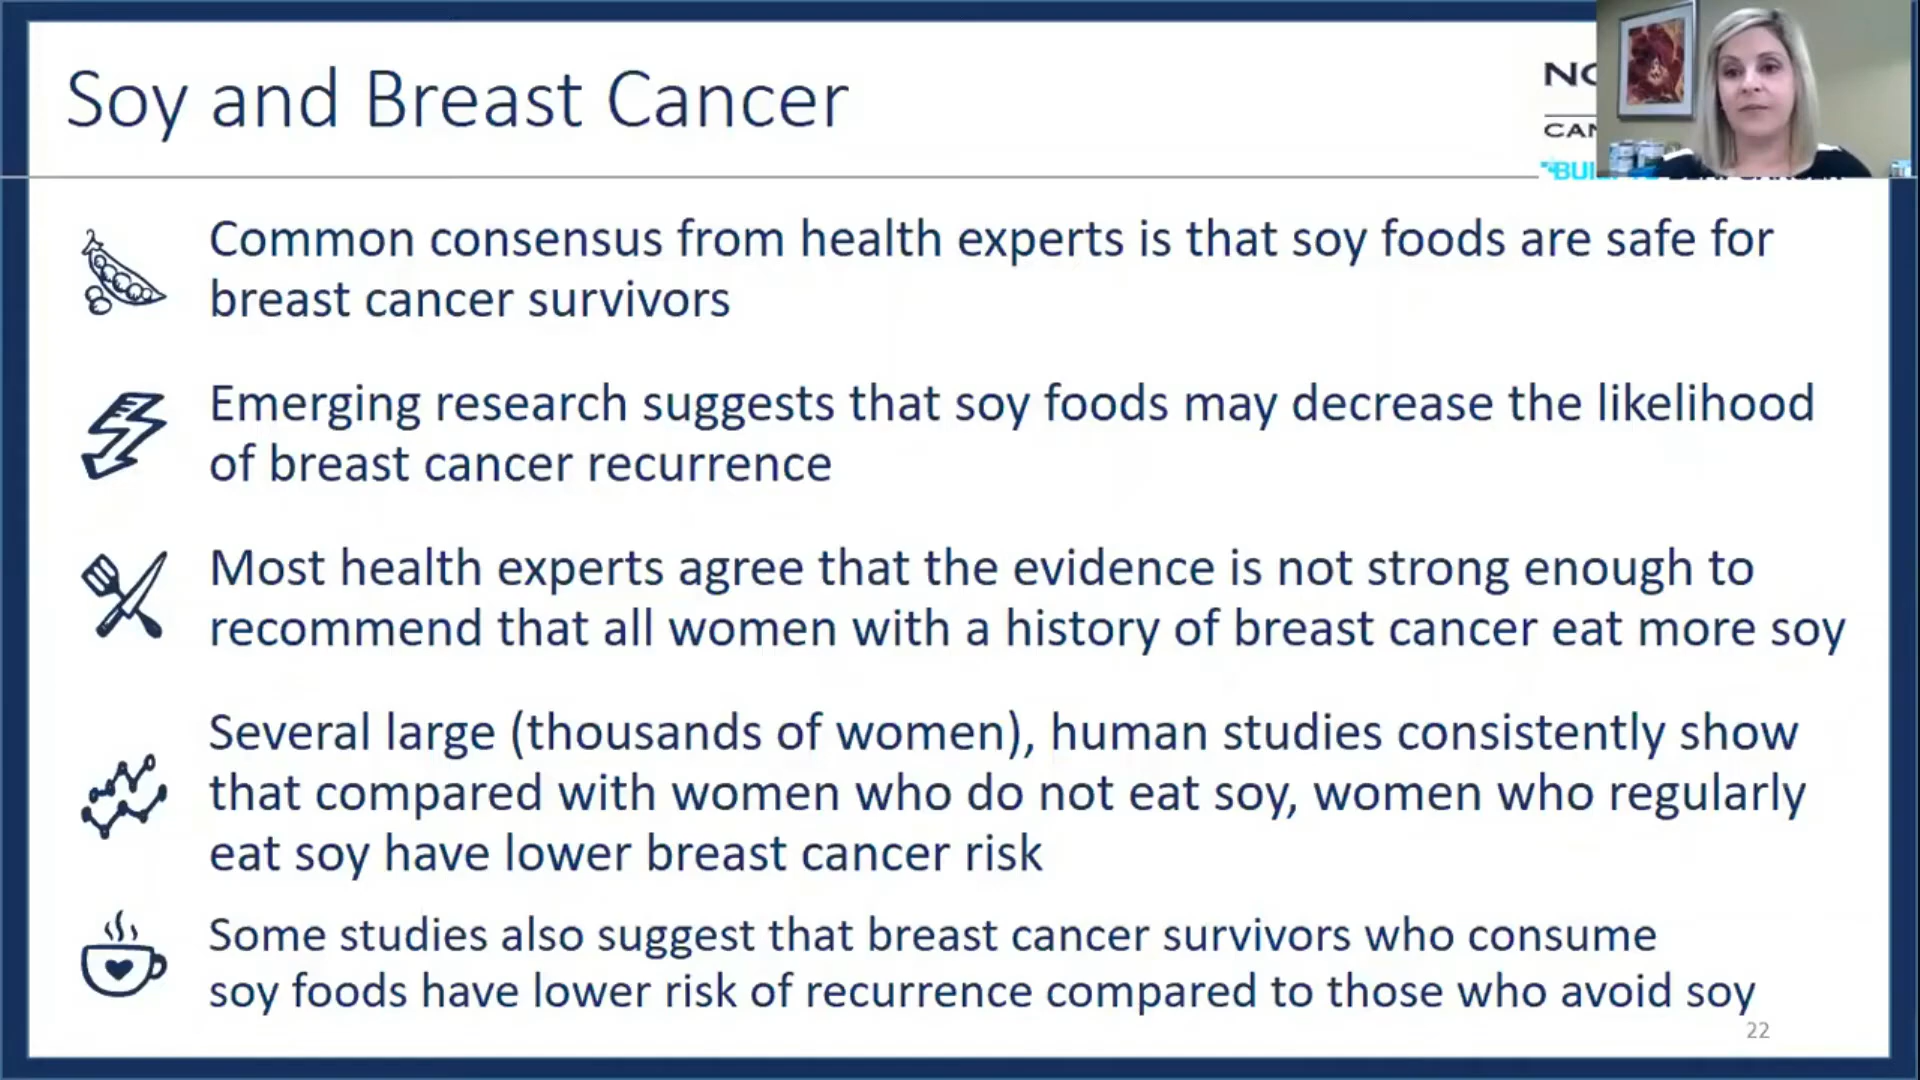 Soy and Breast Cancer
Common consensus from health experts is that soy foods are safe for
breast cancer survivors
Emerging research suggests that soy foods may decrease the likelihood
of breast cancer recurrence
Most health experts agree that the evidence is not strong enough to
recommend that all women with a history of breast cancer eat more soy
Several large (thousands of women), human studies consistently show
that compared with women who do not eat soy, women who regularly
eat soy have lower breast cancer risk
Some studies also suggest that breast cancer survivors who consume
soy foods have lower risk of recurrence compared to those who avoid soy
22